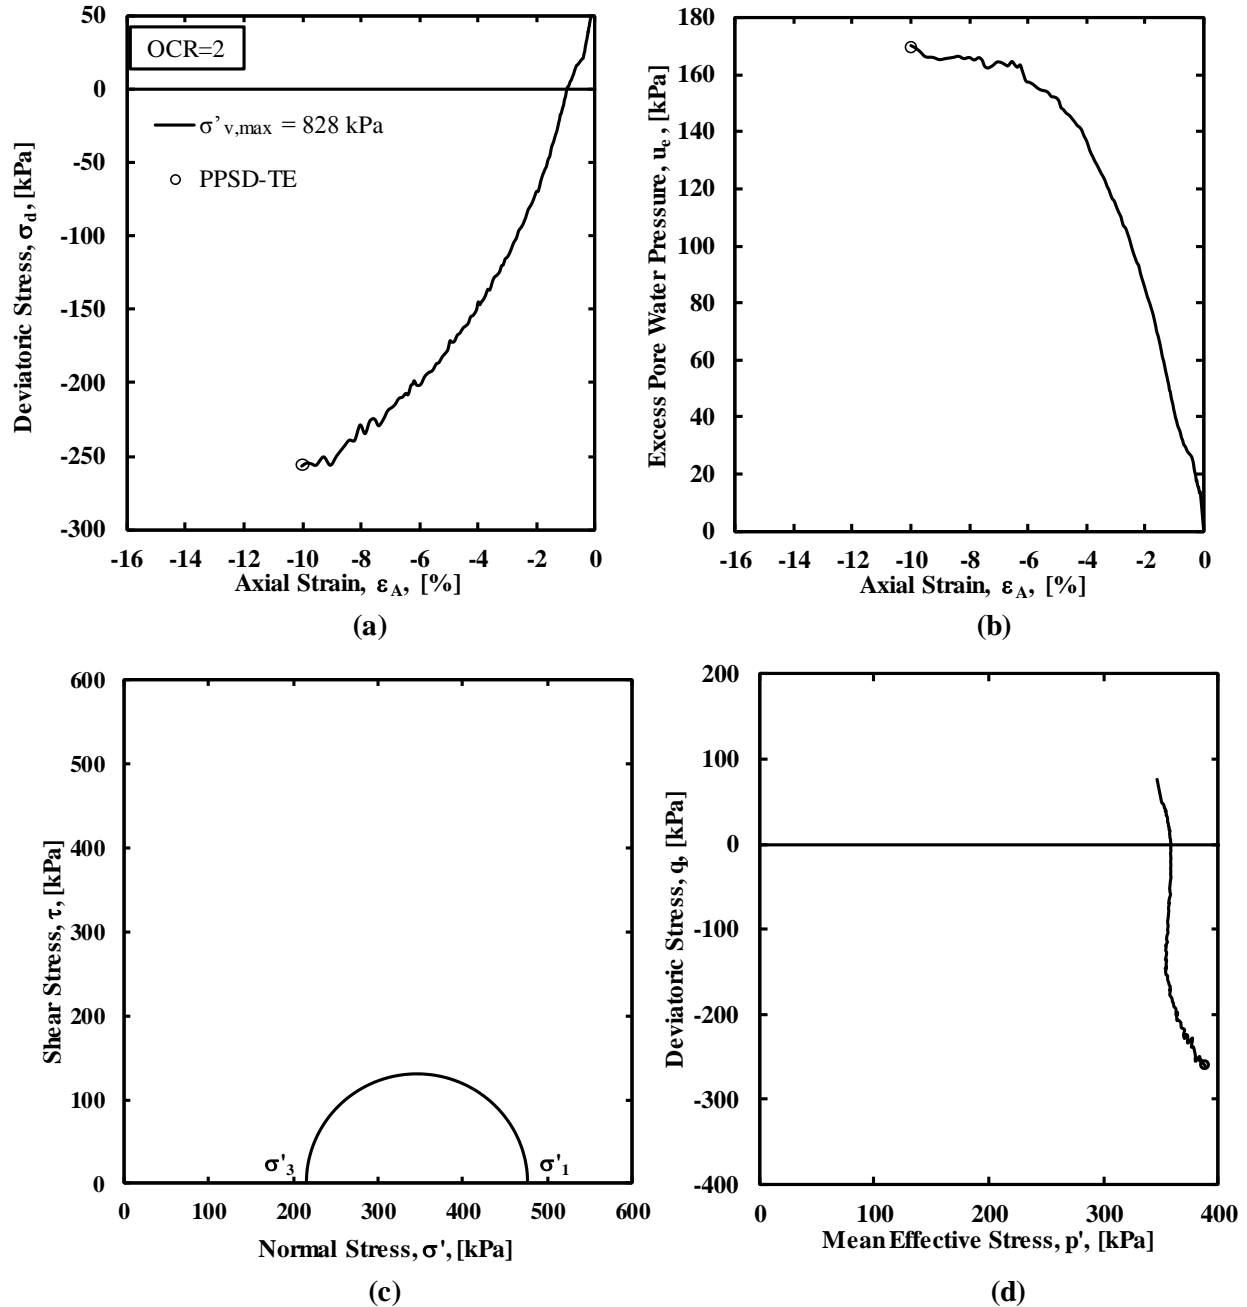 50
0
-50
-100
-150
-200
-250
-300
-16 -14 -12 -10 -8 -6 -4 -2 0
Deviatoric Stress, σd, [kPa]
Axial Strain, εA, [%]
OCR=2
σ’v,max = 828 kPa
PPSD-TE
(a)
180
160
140
120
100
80
60
40
20
0
-16 -14 -12 -10 -8 -6 -4 -2 0
Excess Pore Water Pressure, ue, [kPa]
Axial Strain, εA, [%]
(b)
600
500
400
300
200
100
0
0 100 200 300 400 500 600
Shear Stress, τ, [kPa]
σ'3 σ'1
Normal Stress, σ', [kPa]
(c)
200
100
0
-100
-200
-300
-400
0 100 200 300 400
Deviatoric Stress, q, [kPa]
Mean Effective Stress, p', [kPa]
(d)